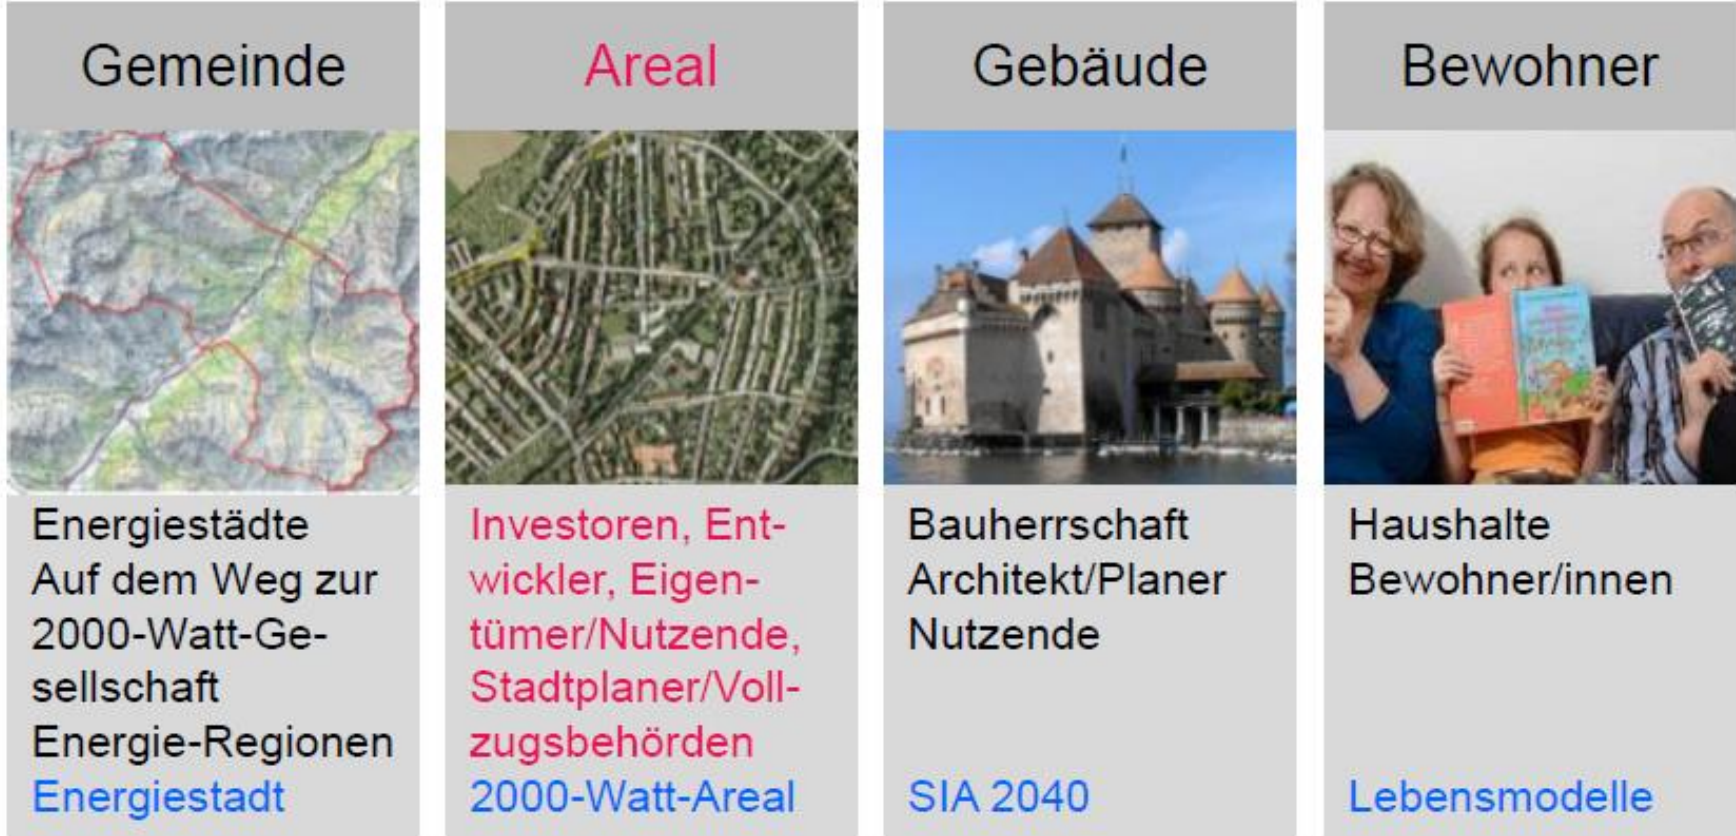 Gemeinde
Energiestädte
Auf dem Weg zur
2000-Watt-Ge-
sellschaft
Energie-Regionen
Energiestadt
Areal
Investoren, Ent-
wickler, Eigen-
tümer/Nutzende,
Stadtplaner/Voll-
zugsbehörden
2000-Watt-Areal
Gebäude
Bauherrschaft
Architekt/Planer
Nutzende
SIA 2040
Bewohner
Haushalte
Bewohner/innen
Lebensmodelle